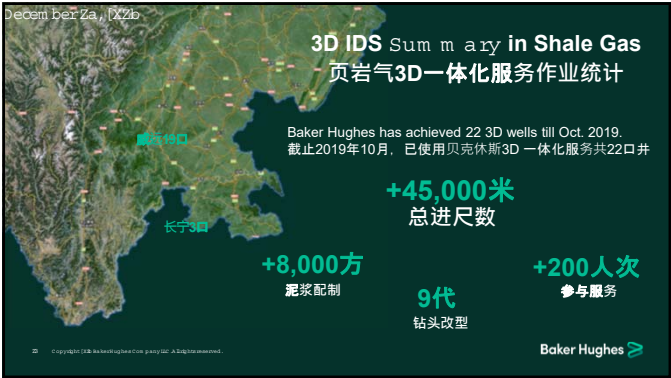 3D IDS Summary in Shale Gas
页岩气3D一体化服务作业统计
威远19口
Baker Hughes has achieved 22 3D wells till Oct. 2019.
截止2019年10月，已使用贝克休斯3D 一体化服务共22口井
+45,000米
总进尺数
长宁3口
+8,000方
泥浆配制
+200人次
参与服务
9代
钻头改型
Baker Hughes